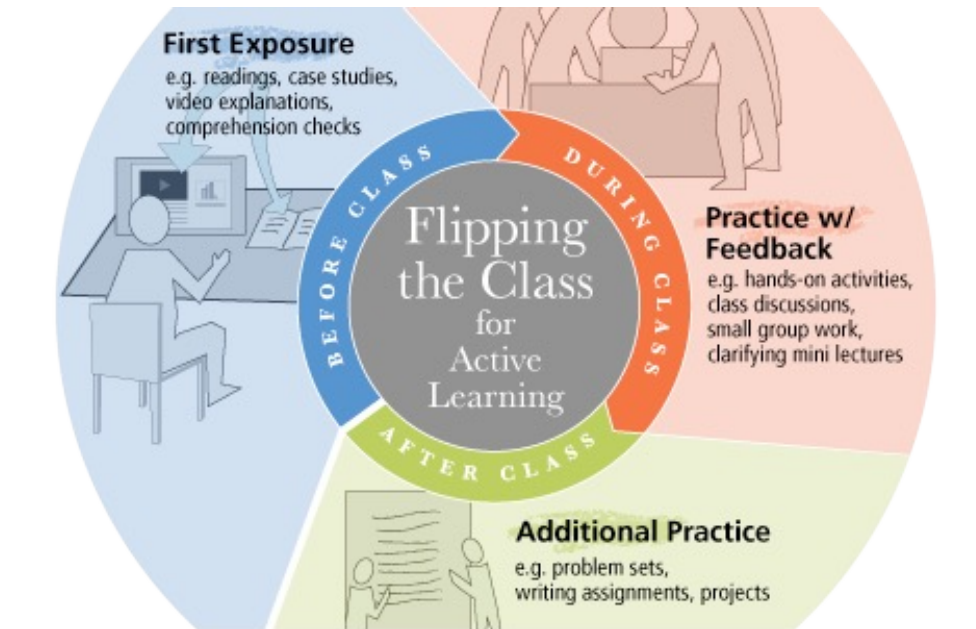 First Exposure
e.g. readings, case studies,
video explanations,
comprehension checks
BEFORE CLASS
Flipping
the Class
for
Active
Learning
DURING CLASS
Practice w/
Feedback
e.g. hands-on activities,
class discussions,
small group work,
clarifying mini lectures
AFTER CLASS
Additional Practice
e.g. problem sets,
writing assignments, projects